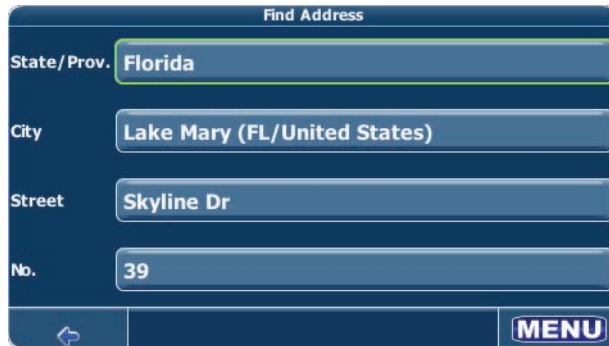 Find Address
State/Prov. Florida
City Lake Mary (FL/United States)
Street Skyline Dr
No. 39
MENU